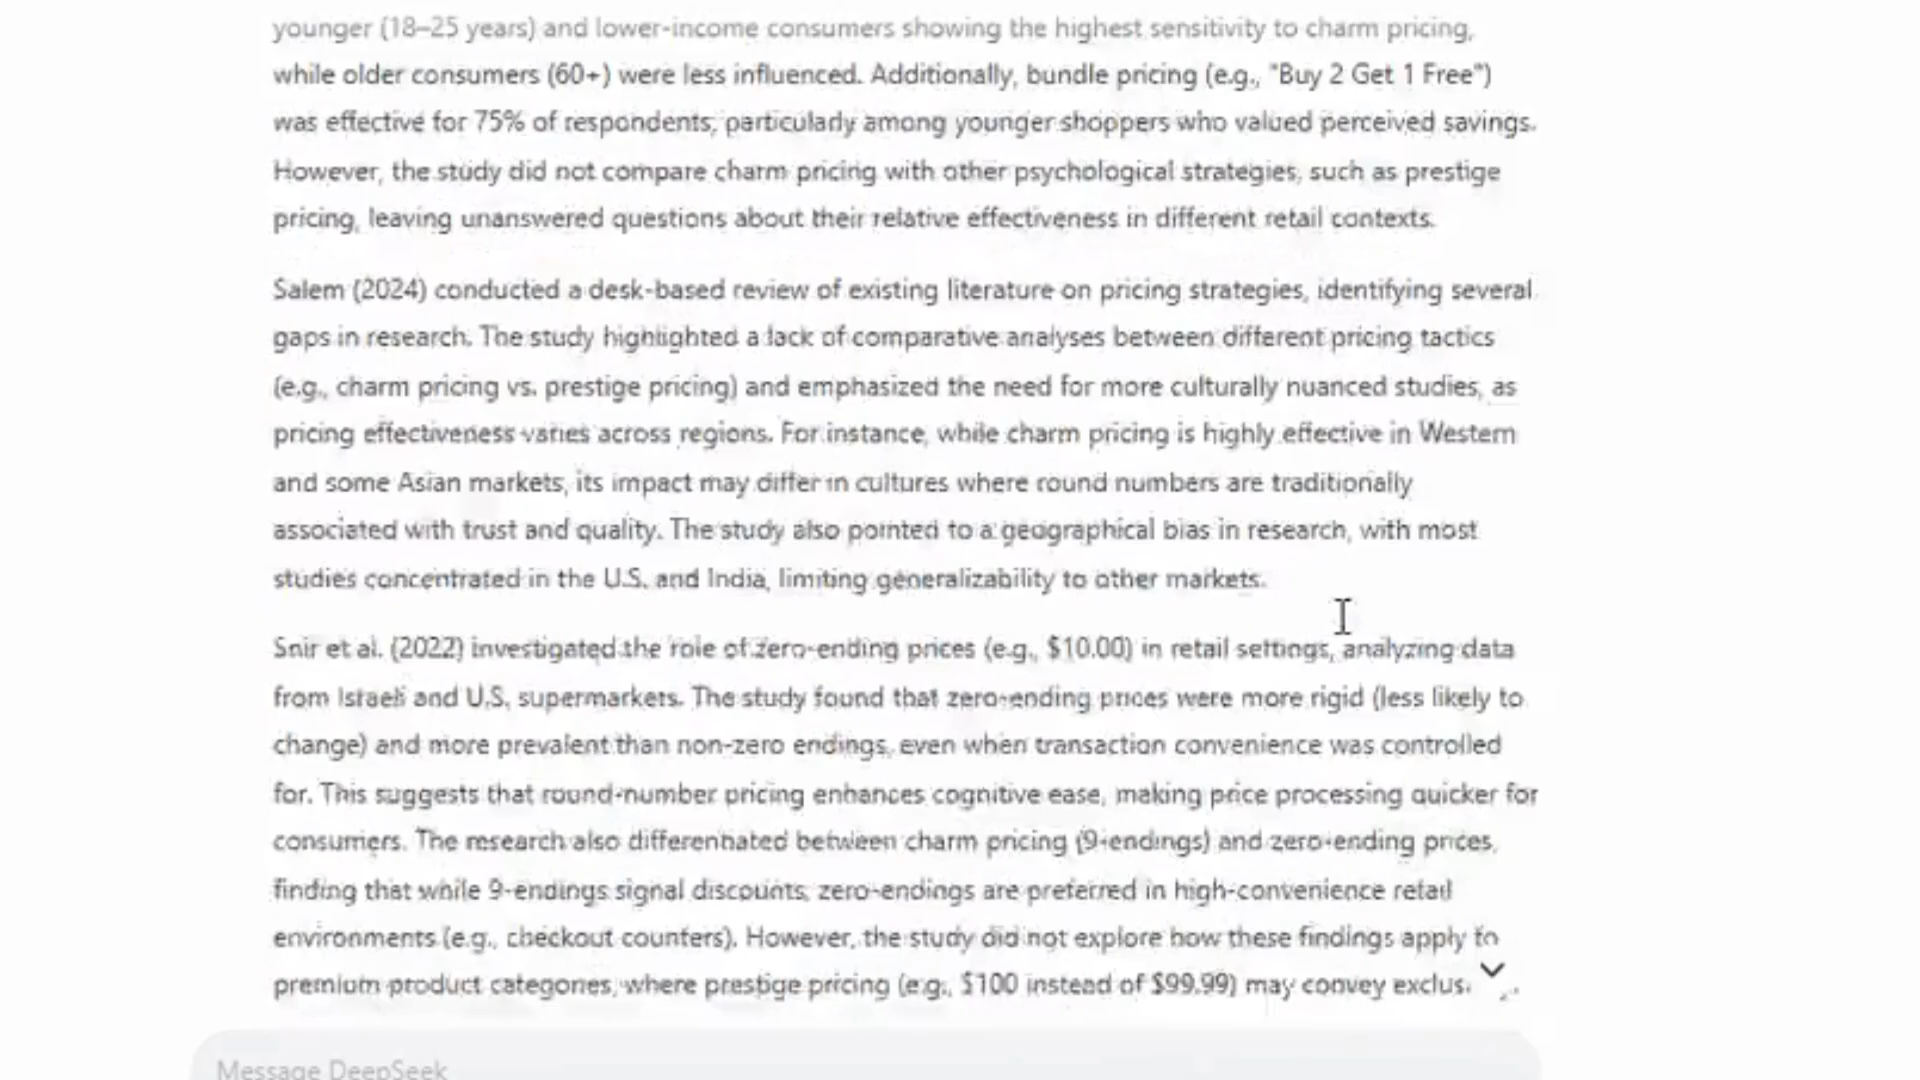 younger (18–25 years) and lower-income consumers showing the highest sensitivity to charm pricing,
while older consumers (60+) were less influenced. Additionally, bundle pricing (e.g., "Buy 2 Get 1 Free")
was effective for 75% of respondents, particularly among younger shoppers who valued perceived savings.
However, the study did not compare charm pricing with other psychological strategies, such as prestige
pricing, leaving unanswered questions about their relative effectiveness in different retail contexts.
Salem (2024) conducted a desk-based review of existing literature on pricing strategies, identifying several
gaps in research. The study highlighted a lack of comparative analyses between different pricing tactics
(e.g., charm pricing vs. prestige pricing) and emphasized the need for more culturally nuanced studies, as
pricing effectiveness varies across regions. For instance, while charm pricing is highly effective in Western
and some Asian markets, its impact may differ in cultures where round numbers are traditionally
associated with trust and quality. The study also pointed to a geographical bias in research, with most
studies concentrated in the U.S. and India, limiting generalizability to other markets.
Snir et al. (2022) investigated the role of zero-ending prices (e.g., $10.00) in retail settings, analyzing data
from Israeli and U.S. supermarkets. The study found that zero-ending prices were more rigid (less likely to
change) and more prevalent than non-zero endings, even when transaction convenience was controlled
for. This suggests that round-number pricing enhances cognitive ease, making price processing quicker for
consumers. The research also differentiated between charm pricing (9-endings) and zero-ending prices,
finding that while 9-endings signal discounts, zero-endings are preferred in high-convenience retail
environments (e.g., checkout counters). However, the study did not explore how these findings apply to
premium product categories, where prestige pricing (e.g., $100 instead of $99.99) may convey
Message DeepSeek